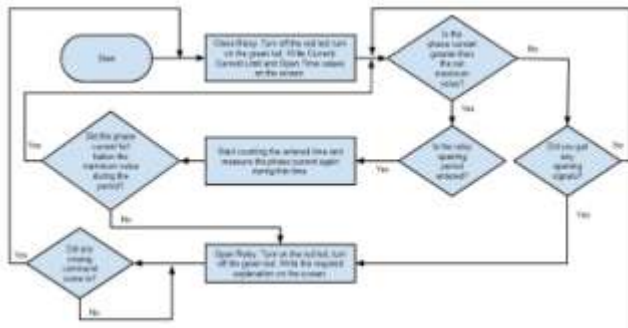 Start
Close Relay. Turn off the red led, turn
on the green led. Write Current,
Current Limit and Open Time values
on the screen
Is the
phase current
greater than
the set
maximum
value?
No
Yes
Did the phase
current fall
below the
maximum value
during the
period?
Yes
Start counting the entered time and
measure the phase current again
during this time
Yes
Is the relay
opening
period
entered?
Did you get
any
opening
signals?
No
No
Yes
Did any
closing
command
come to?
Yes
Open Relay. Turn on the red led, turn
off the green led. Write the required
explanation on the screen
No